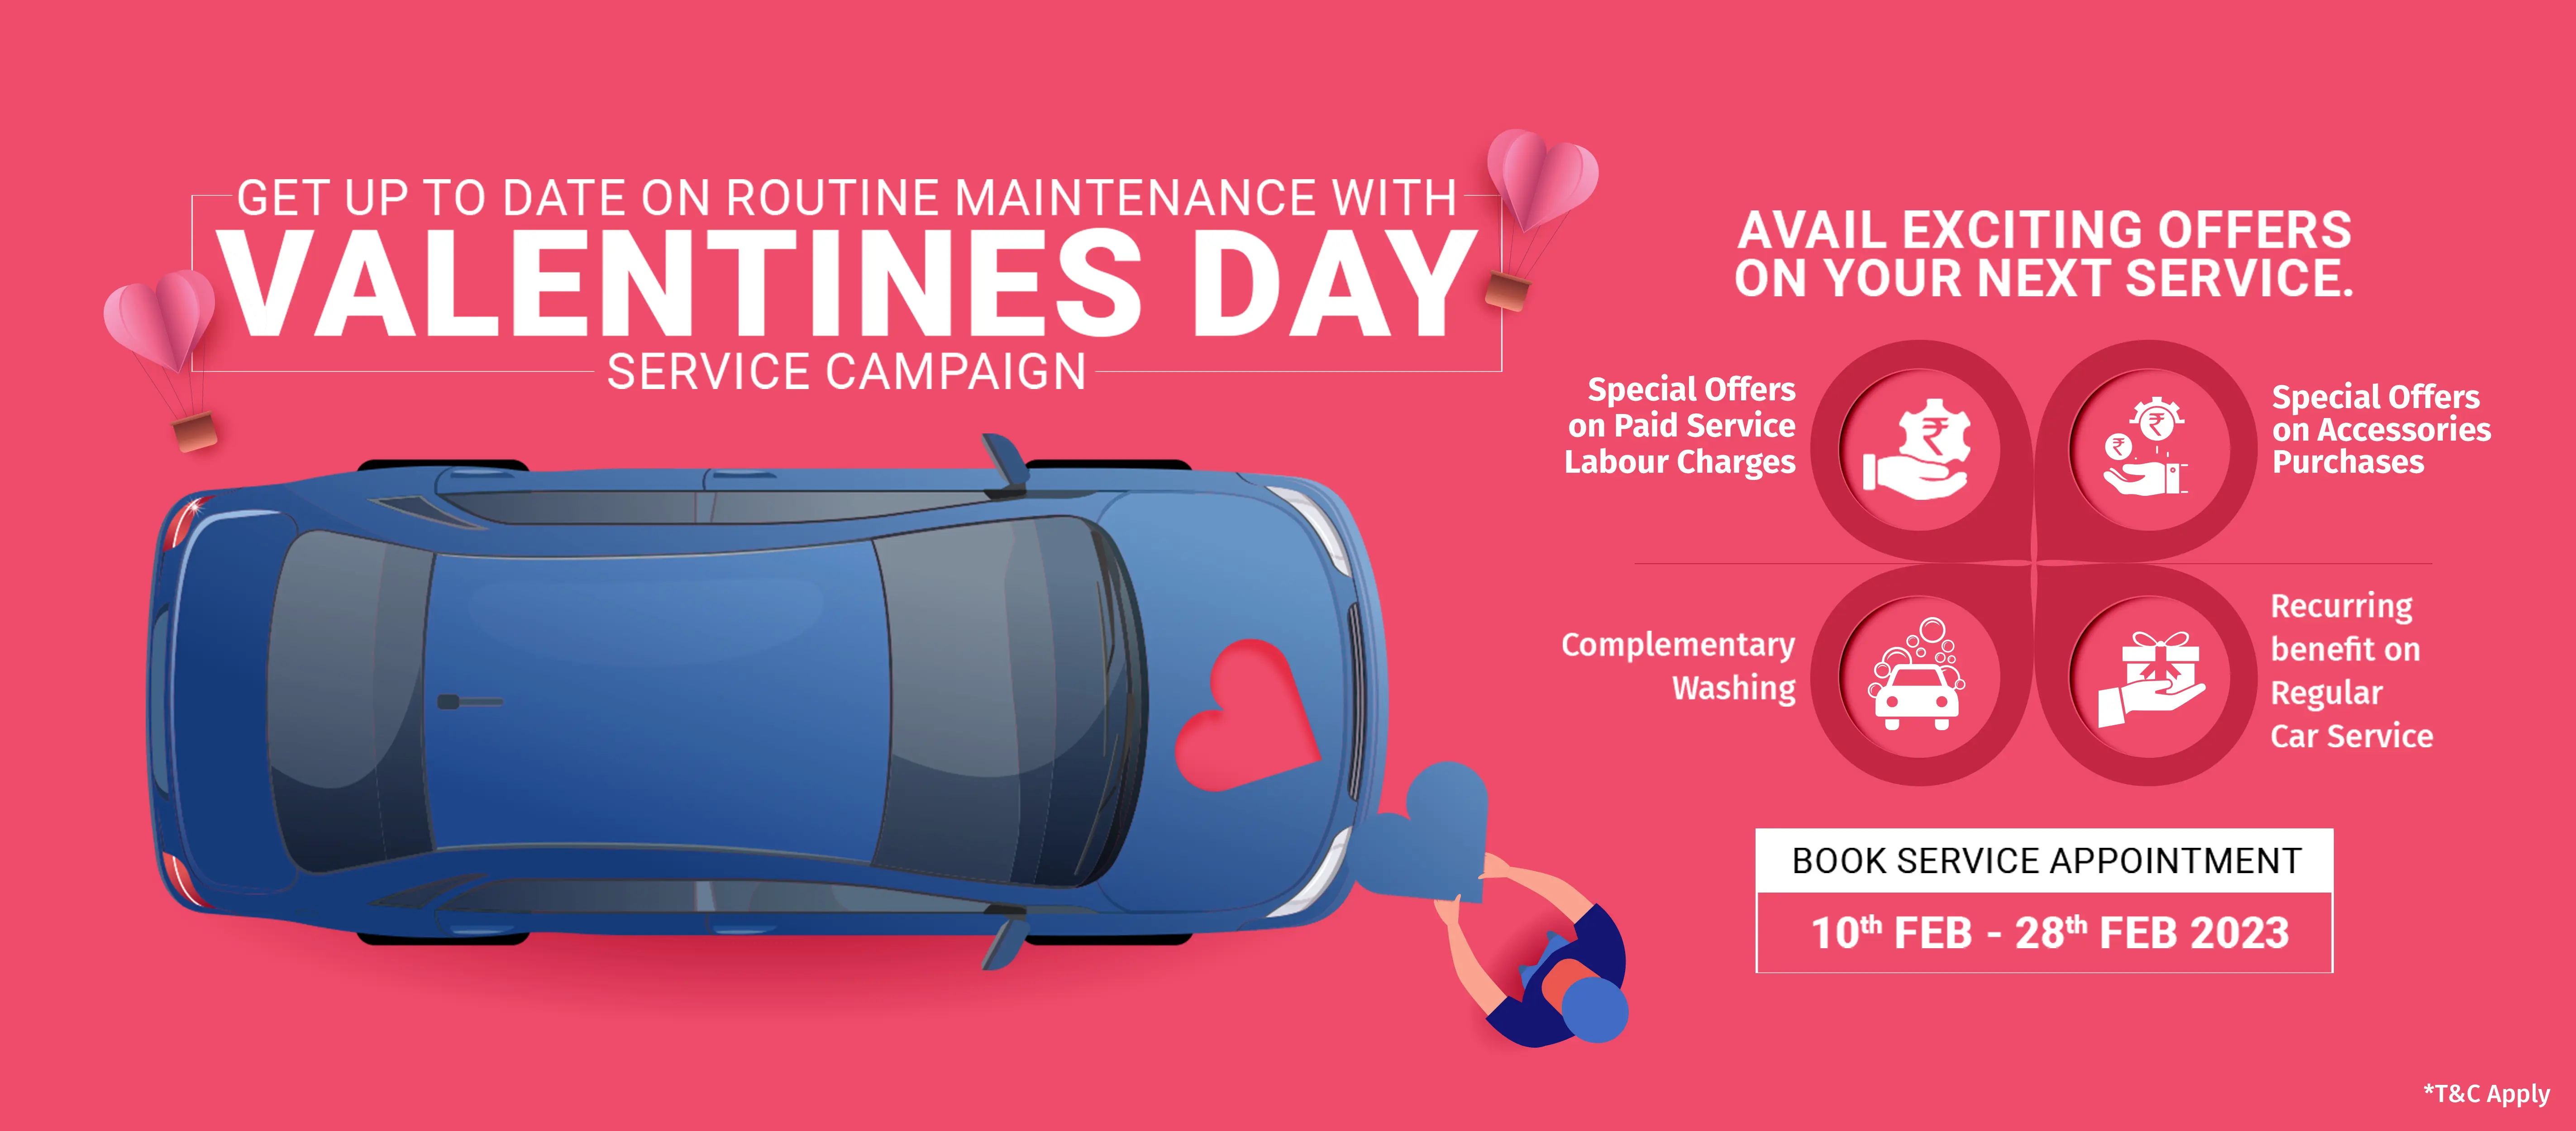 GET UP TO DATE ON ROUTINE MAINTENANCE WITH
VALENTINES DAY
SERVICE CAMPAIGN
AVAIL EXCITING OFFERS
ON YOUR NEXT SERVICE.
Special Offers
on Paid Service
Labour Charges
₹
₹
₹
Special Offers
on Accessories
Purchases
Complementary
Washing
Recurring
benefit on
Regular
Car Service
BOOK SERVICE APPOINTMENT
10th FEB - 28th FEB 2023
*T&C Apply